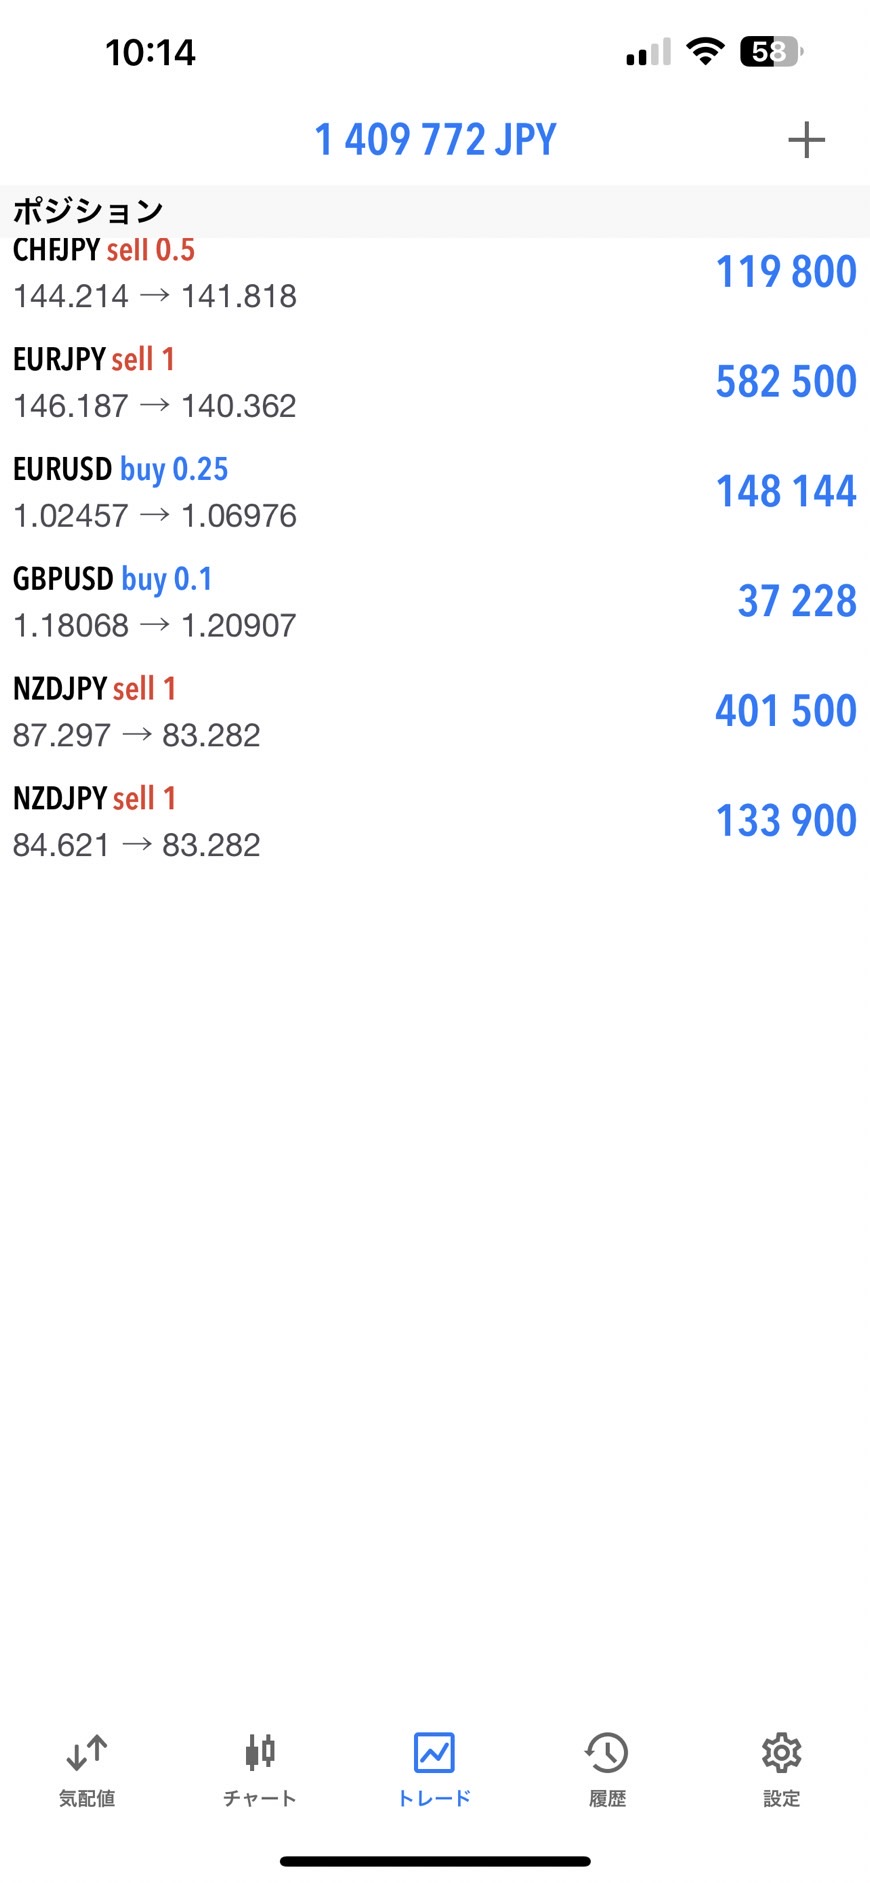 10:14
58
1 409 772 JPY
ポジション
CHFJPY sell 0.5
119 800
144.214 → 141.818
EURJPY sell 1
582 500
146.187 → 140.362
EURUSD buy 0.25
148 144
1.02457 → 1.06976
GBPUSD buy 0.1
37 228
1.18068 → 1.20907
NZDJPY sell 1
401 500
87.297 → 83.282
NZDJPY sell 1
133 900
84.621 → 83.282
気配値 チャート トレード 履歴 設定